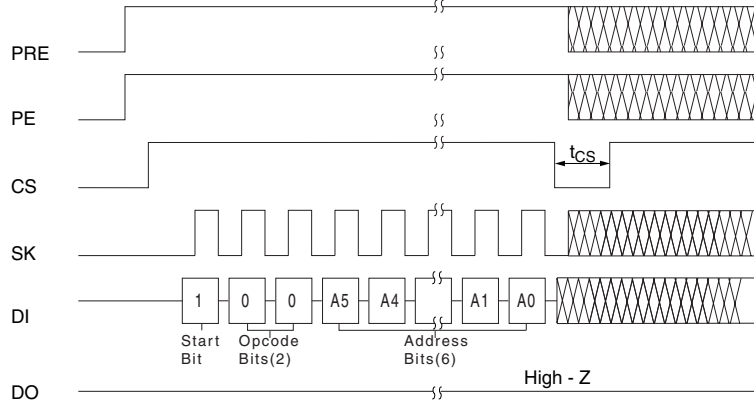 PRE
PE
tCS
CS
SK
1 0 0 A5 A4 A1 A0
DI
Start Opcode Address
Bit Bits(2) Bits(6)
High - Z
DO